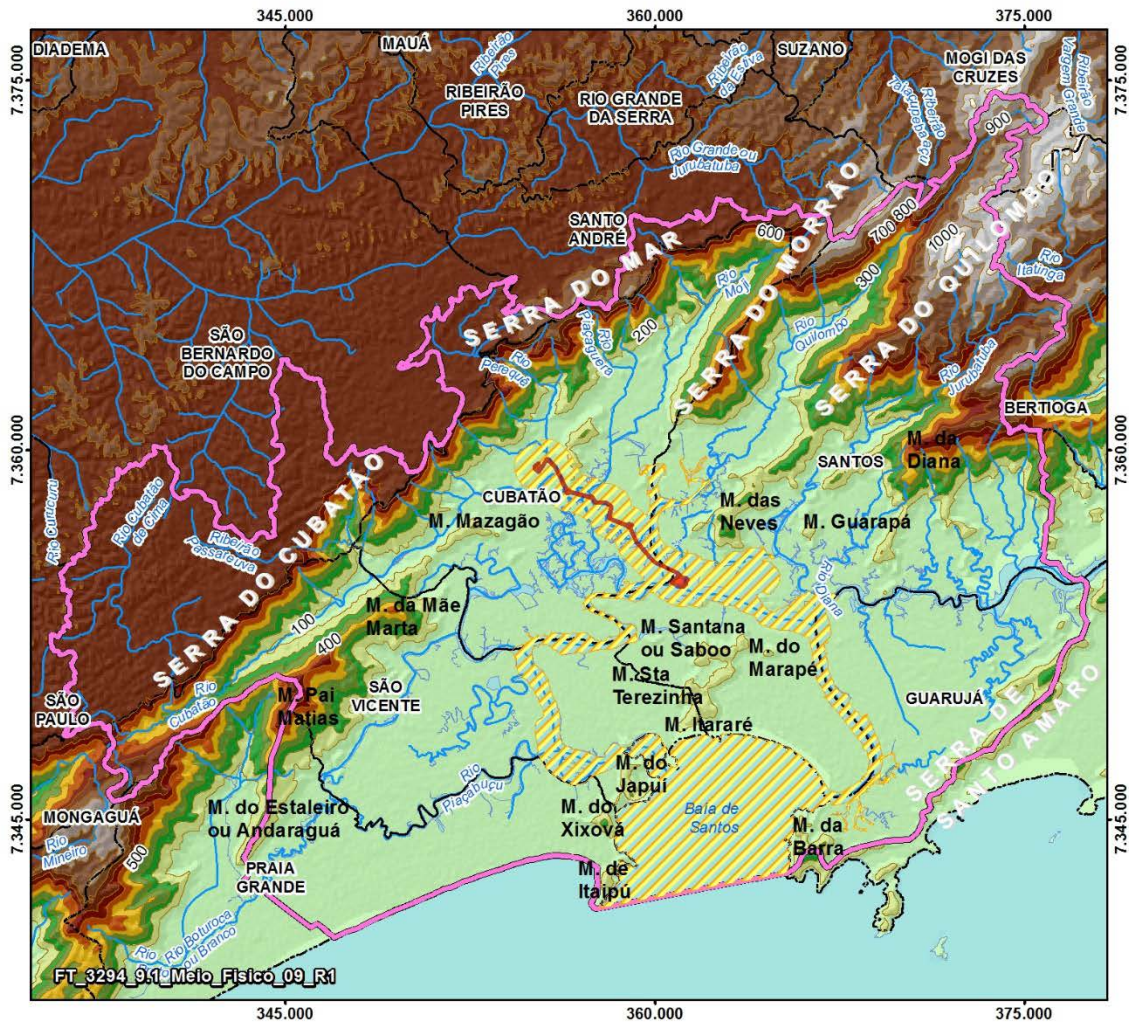 345.000
360.000
375.000
7.375.000
7.375.000
DIADEMA
MAUÁ
Ribeirão
Pires
SUZANO
MOGI DAS
CRUZES
Ribeirão
Vargem Grande
RIBEIRÃO
PIRES
RIO GRANDE
DA SERRA
Ribeirão
da Estiva
Ribeirão
900
Rio Grande ou
Jurubatuba
SANTO
ANDRÉ
600
700
800
1000
SERRA DO MAR
SERRA DO MORRÃO
SERRA DO QUILOMBO
Rio
Itatinga
Rio
Moji
300
200
Rio
Quilombo
Rio
Piaçaguera
Rio
Perequê
Rio
Jurubatuba
SÃO
BERNARDO
DO CAMPO
BERTIOGA
7.360.000
7.360.000
SANTOS
M. da
Diana
SERRA DO CUBATÃO
CUBATÃO
M. Mazagão
M. das
Neves
M. Guarapá
Rio Curucuru
Rio Cubatão
de Cima
Ribeirão
Passareuva
Rio Diana
100
400
M. da Mãe
Marta
M. Santana
ou Saboo
M. do
Marapé
M. Sta
Terezinha
SÃO
PAULO
Rio
Cubatão
M. Pai
Matias
SÃO
VICENTE
GUARUJÁ
SERRA DE
SANTO AMARO
M. Itararé
M. do
Japuí
Rio
Piaçabuçu
Baia de
Santos
7.345.000
7.345.000
MONGAGUÁ
M. do Estaleiro
ou Andaraguá
M. do
Xixová
M. da
Barra
Rio
Mineiro
500
PRAIA
GRANDE
M. de
Itaipú
Rio Boturoca
ou Branco
Rio
FT_3294_9.1_Meio_Fisico_09_R1
345.000
360.000
375.000